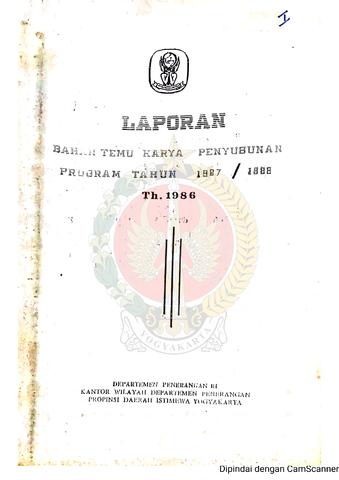 I
LAPORAN
BAHAN TEMU KARYA PENYUSUNAN
PROGRAM TAHUN 1987 / 1988
Th. 1986
YOGYAKARTA
DEPARTEMEN PENERANGAN RI
KANTOR WILAYAH DEPARTEMEN PENERANGAN
PROPINSI DAERAH ISTIMEWA YOGYAKARTA
Dipindai dengan CamScanner